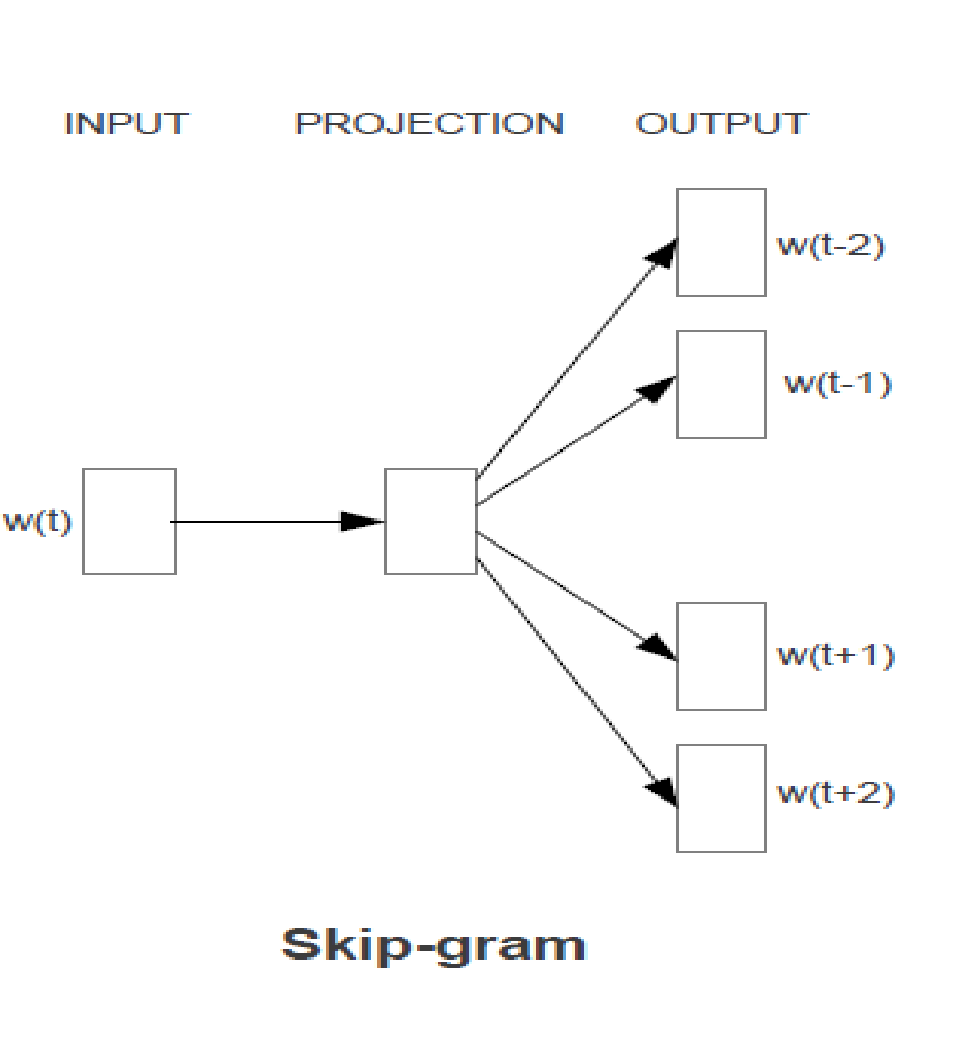 INPUT PROJECTION OUTPUT
w(t-2)
w(t-1)
w(t)
w(t+1)
w(t+2)
Skip-gram